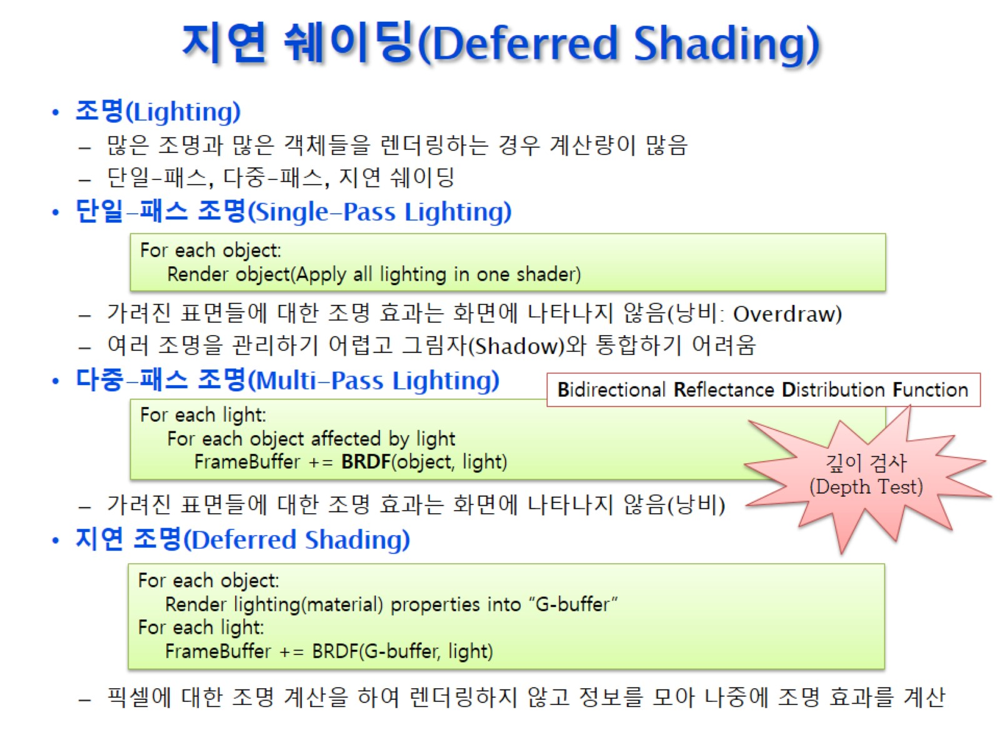 지연 쉐이딩(Deferred Shading)
• 조명(Lighting)
– 많은 조명과 많은 객체들을 렌더링하는 경우 계산량이 많음
– 단일-패스, 다중-패스, 지연 쉐이딩
• 단일-패스 조명(Single-Pass Lighting)
For each object:
Render object(Apply all lighting in one shader)
– 가려진 표면들에 대한 조명 효과는 화면에 나타나지 않음(낭비: Overdraw)
– 여러 조명을 관리하기 어렵고 그림자(Shadow)와 통합하기 어려움
• 다중-패스 조명(Multi-Pass Lighting)
Bidirectional Reflectance Distribution Function
For each light:
For each object affected by light
FrameBuffer += BRDF(object, light)
깊이 검사
(Depth Test)
– 가려진 표면들에 대한 조명 효과는 화면에 나타나지 않음(낭비)
• 지연 조명(Deferred Shading)
For each object:
Render lighting(material) properties into “G-buffer”
For each light:
FrameBuffer += BRDF(G-buffer, light)
– 픽셀에 대한 조명 계산을 하여 렌더링하지 않고 정보를 모아 나중에 조명 효과를 계산